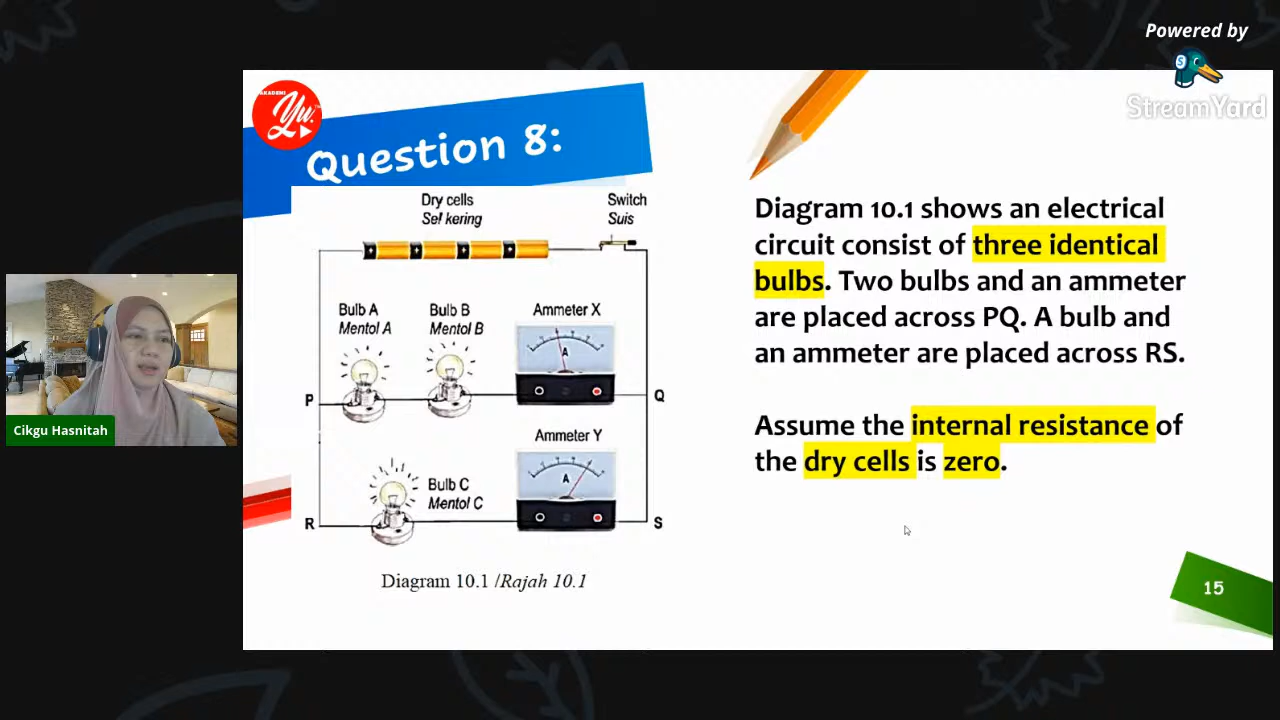 Powered by
StreamYard
AKADEMI
Yu.
Question 8:
Dry cells
Sel kering
Switch
Suis
Bulb A
Mentol A
Bulb B
Mentol B
Ammeter X
A
P
Q
Ammeter Y
A
Bulb C
Mentol C
R
S
Diagram 10.1 /Rajah 10.1
Diagram 10.1 shows an electrical
circuit consist of three identical
bulbs. Two bulbs and an ammeter
are placed across PQ. A bulb and
an ammeter are placed across RS.
Assume the internal resistance of
the dry cells is zero.
15
Cikgu Hasnitah